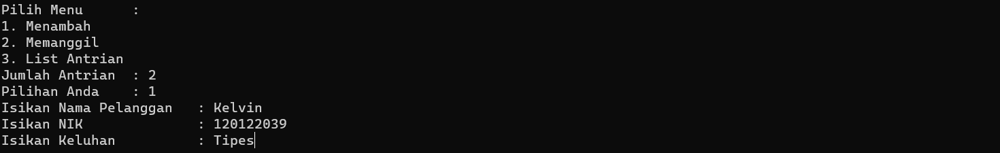 Pilih Menu      :
1. Menambah
2. Memanggil
3. List Antrian
Jumlah Antrian  : 2
Pilihan Anda    : 1
Isikan Nama Pelanggan   : Kelvin
Isikan NIK              : 120122039
Isikan Keluhan          : Tipes